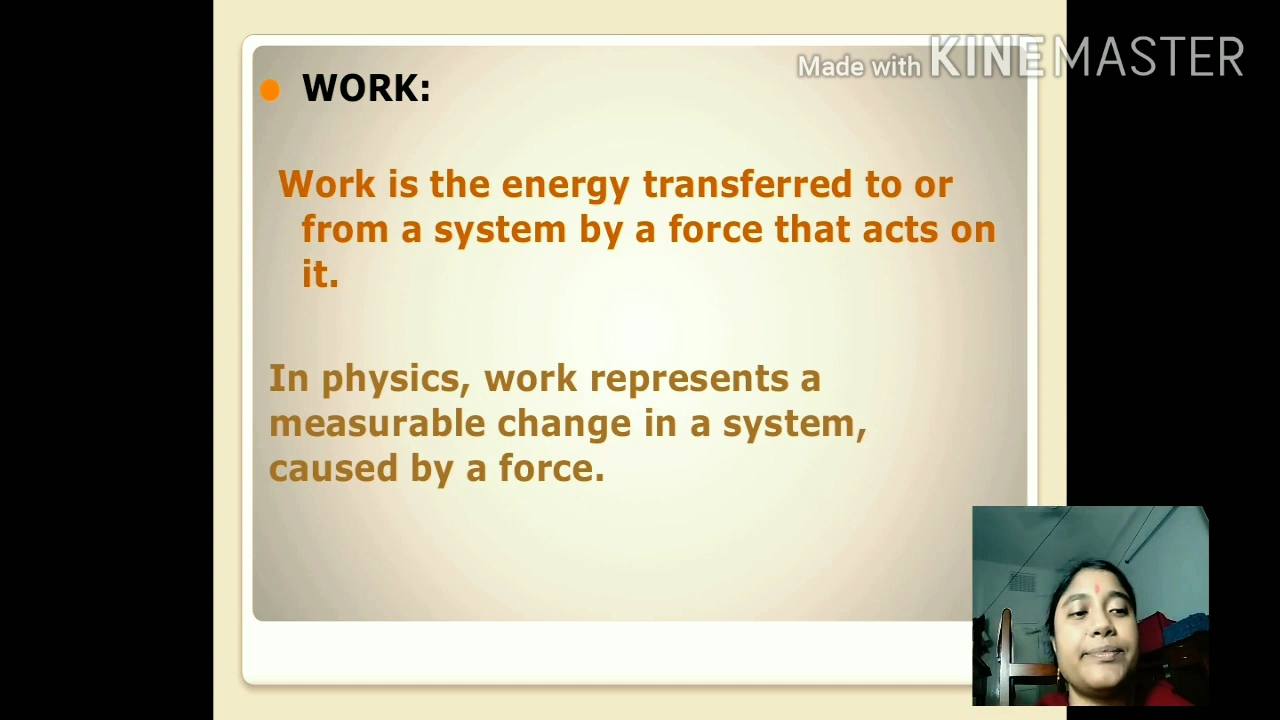 Made with KINEMASTER
WORK:
Work is the energy transferred to or
from a system by a force that acts on
it.
In physics, work represents a
measurable change in a system,
caused by a force.